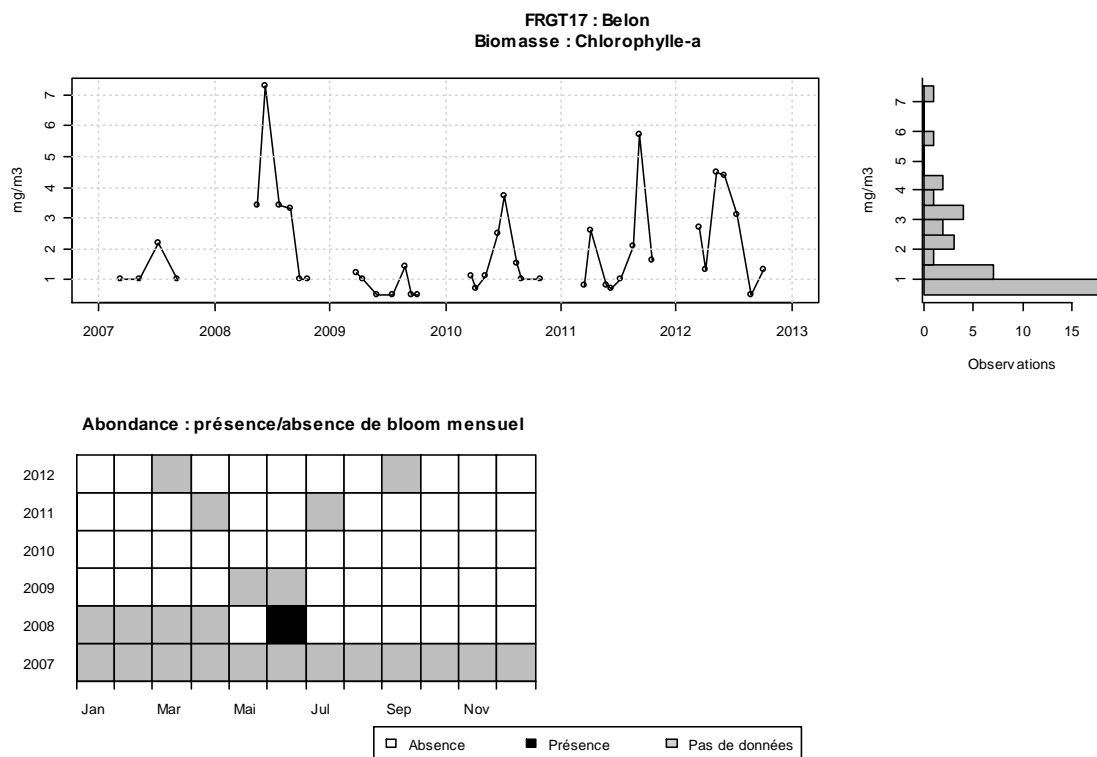 FRGT17 : Belon
Biomasse : Chlorophylle-a
mg/m3
7
6
5
4
3
2
1
2007 2008 2009 2010 2011 2012 2013
mg/m3
7
6
5
4
3
2
1
0 5 10 15
Observations
Abondance : présence/absence de bloom mensuel
2012
2011
2010
2009
2008
2007
Jan Mar Mai Jul Sep Nov
Absence Présence Pas de données